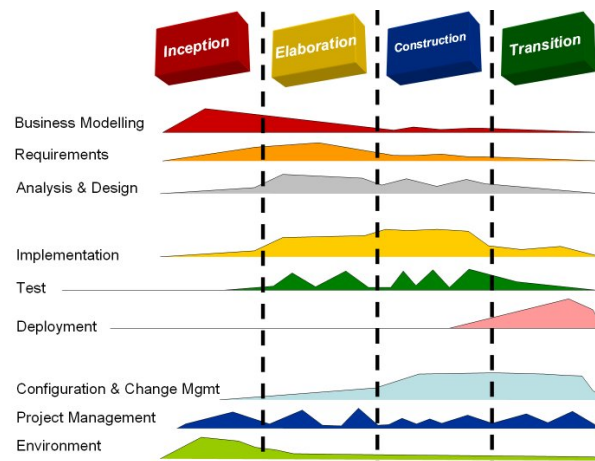 Inception
Elaboration
Construction
Transition
Business Modelling
Requirements
Analysis & Design
Implementation
Test
Deployment
Configuration & Change Mgmt
Project Management
Environment